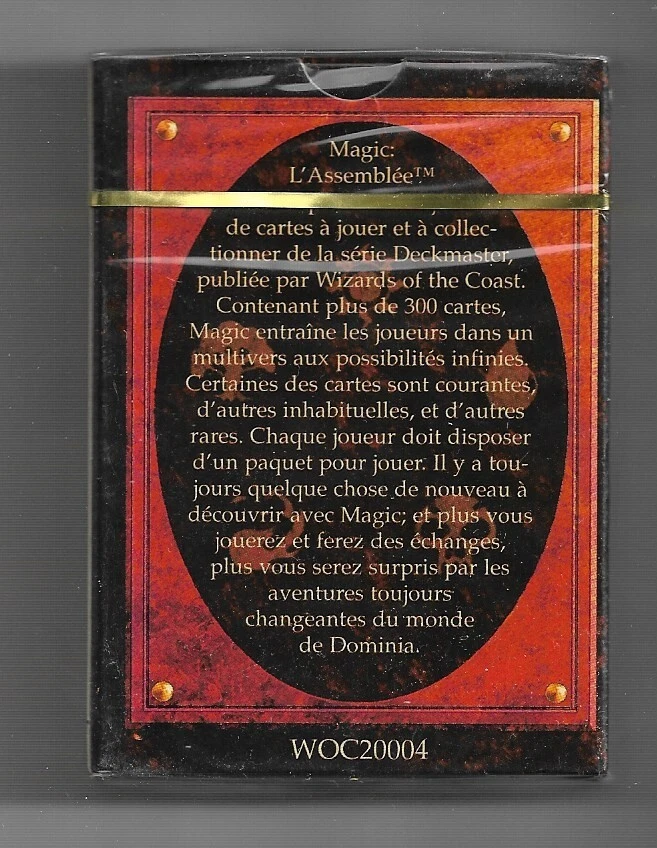 Magic:
L'Assemblée™
de cartes à jouer et à collec-
tionner de la série Deckmaster,
publiée par Wizards of the Coast.
Contenant plus de 300 cartes,
Magic entraîne les joueurs dans un
multivers aux possibilités infinies.
Certaines des cartes sont courantes,
d'autres inhabituelles, et d'autres
rares. Chaque joueur doit disposer
d'un paquet pour jouer. Il y a tou-
jours quelque chose de nouveau à
découvrir avec Magic; et plus vous
jouerez et ferez des échanges,
plus vous serez surpris par les
aventures toujours
changeantes du monde
de Dominia.
WOC20004